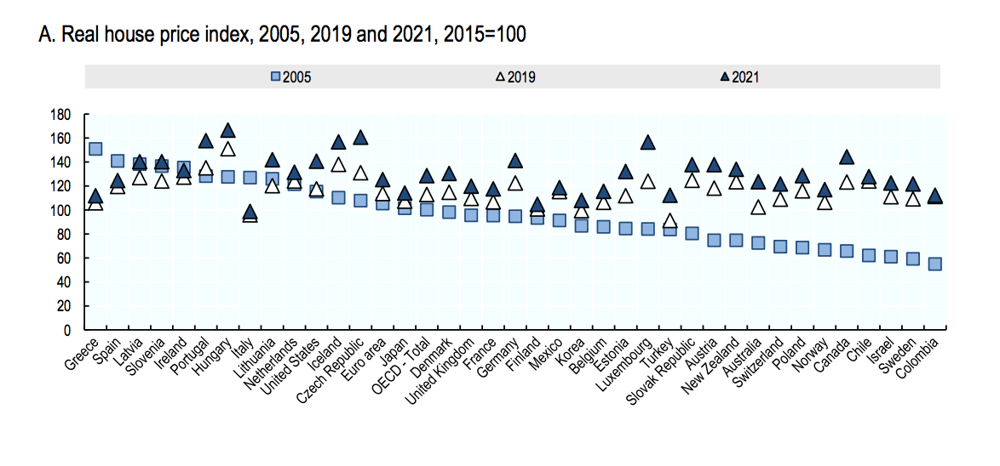 A. Real house price index, 2005, 2019 and 2021, 2015=100
2005 2019 2021
180
160
140
120
100
80
60
40
20
0
Greece
Spain
Latvia
Slovenia
Ireland
Portugal
Hungary
Italy
Lithuania
Netherlands
United States
Iceland
Czech Republic
Euro area
Japan
OECD - Total
Denmark
United Kingdom
France
Germany
Finland
Mexico
Korea
Belgium
Estonia
Luxembourg
Turkey
Slovak Republic
Austria
New Zealand
Australia
Switzerland
Poland
Norway
Canada
Chile
Israel
Sweden
Colombia